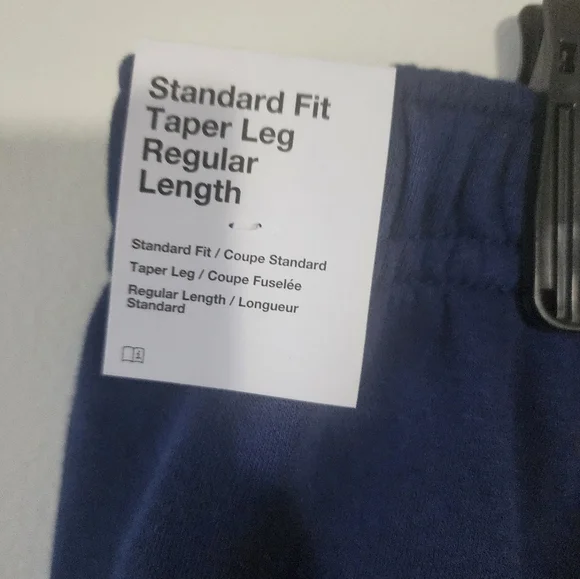 Standard Fit
Taper Leg
Regular
Length
Standard Fit / Coupe Standard
Taper Leg / Coupe Fuselée
Regular Length / Longueur
Standard